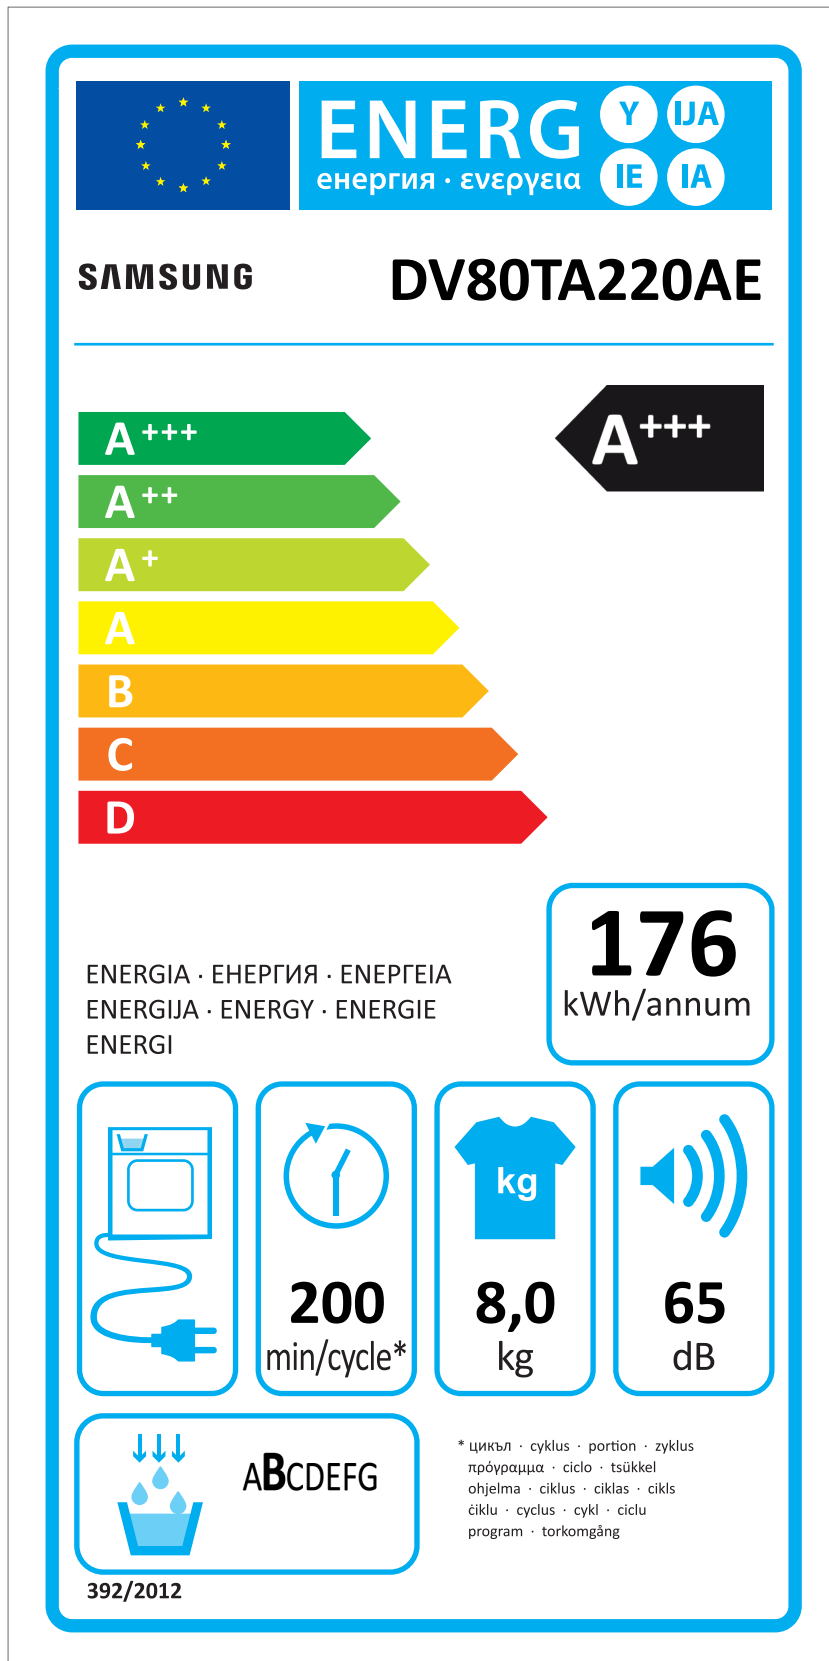 ENERG Y IJA
енергия · ενεργεια IE IA
SAMSUNG DV80TA220AE
A+++ A+++
A++
A+
A
B
C
D
176
kWh/annum
ENERGIA · ЕНЕРГИЯ · ΕΝΕΡΓΕΙΑ
ENERGIJA · ENERGY · ENERGIE
ENERGI
kg
200 8,0 65
min/cycle* kg dB
ABCDEFG
* цикъл · cyklus · portion · zyklus
πρόγραμμα · ciclo · tsükkel
ohjelma · ciklus · ciklas · cikls
ċiklu · cyclus · cykl · ciclu
program · torkomgång
392/2012